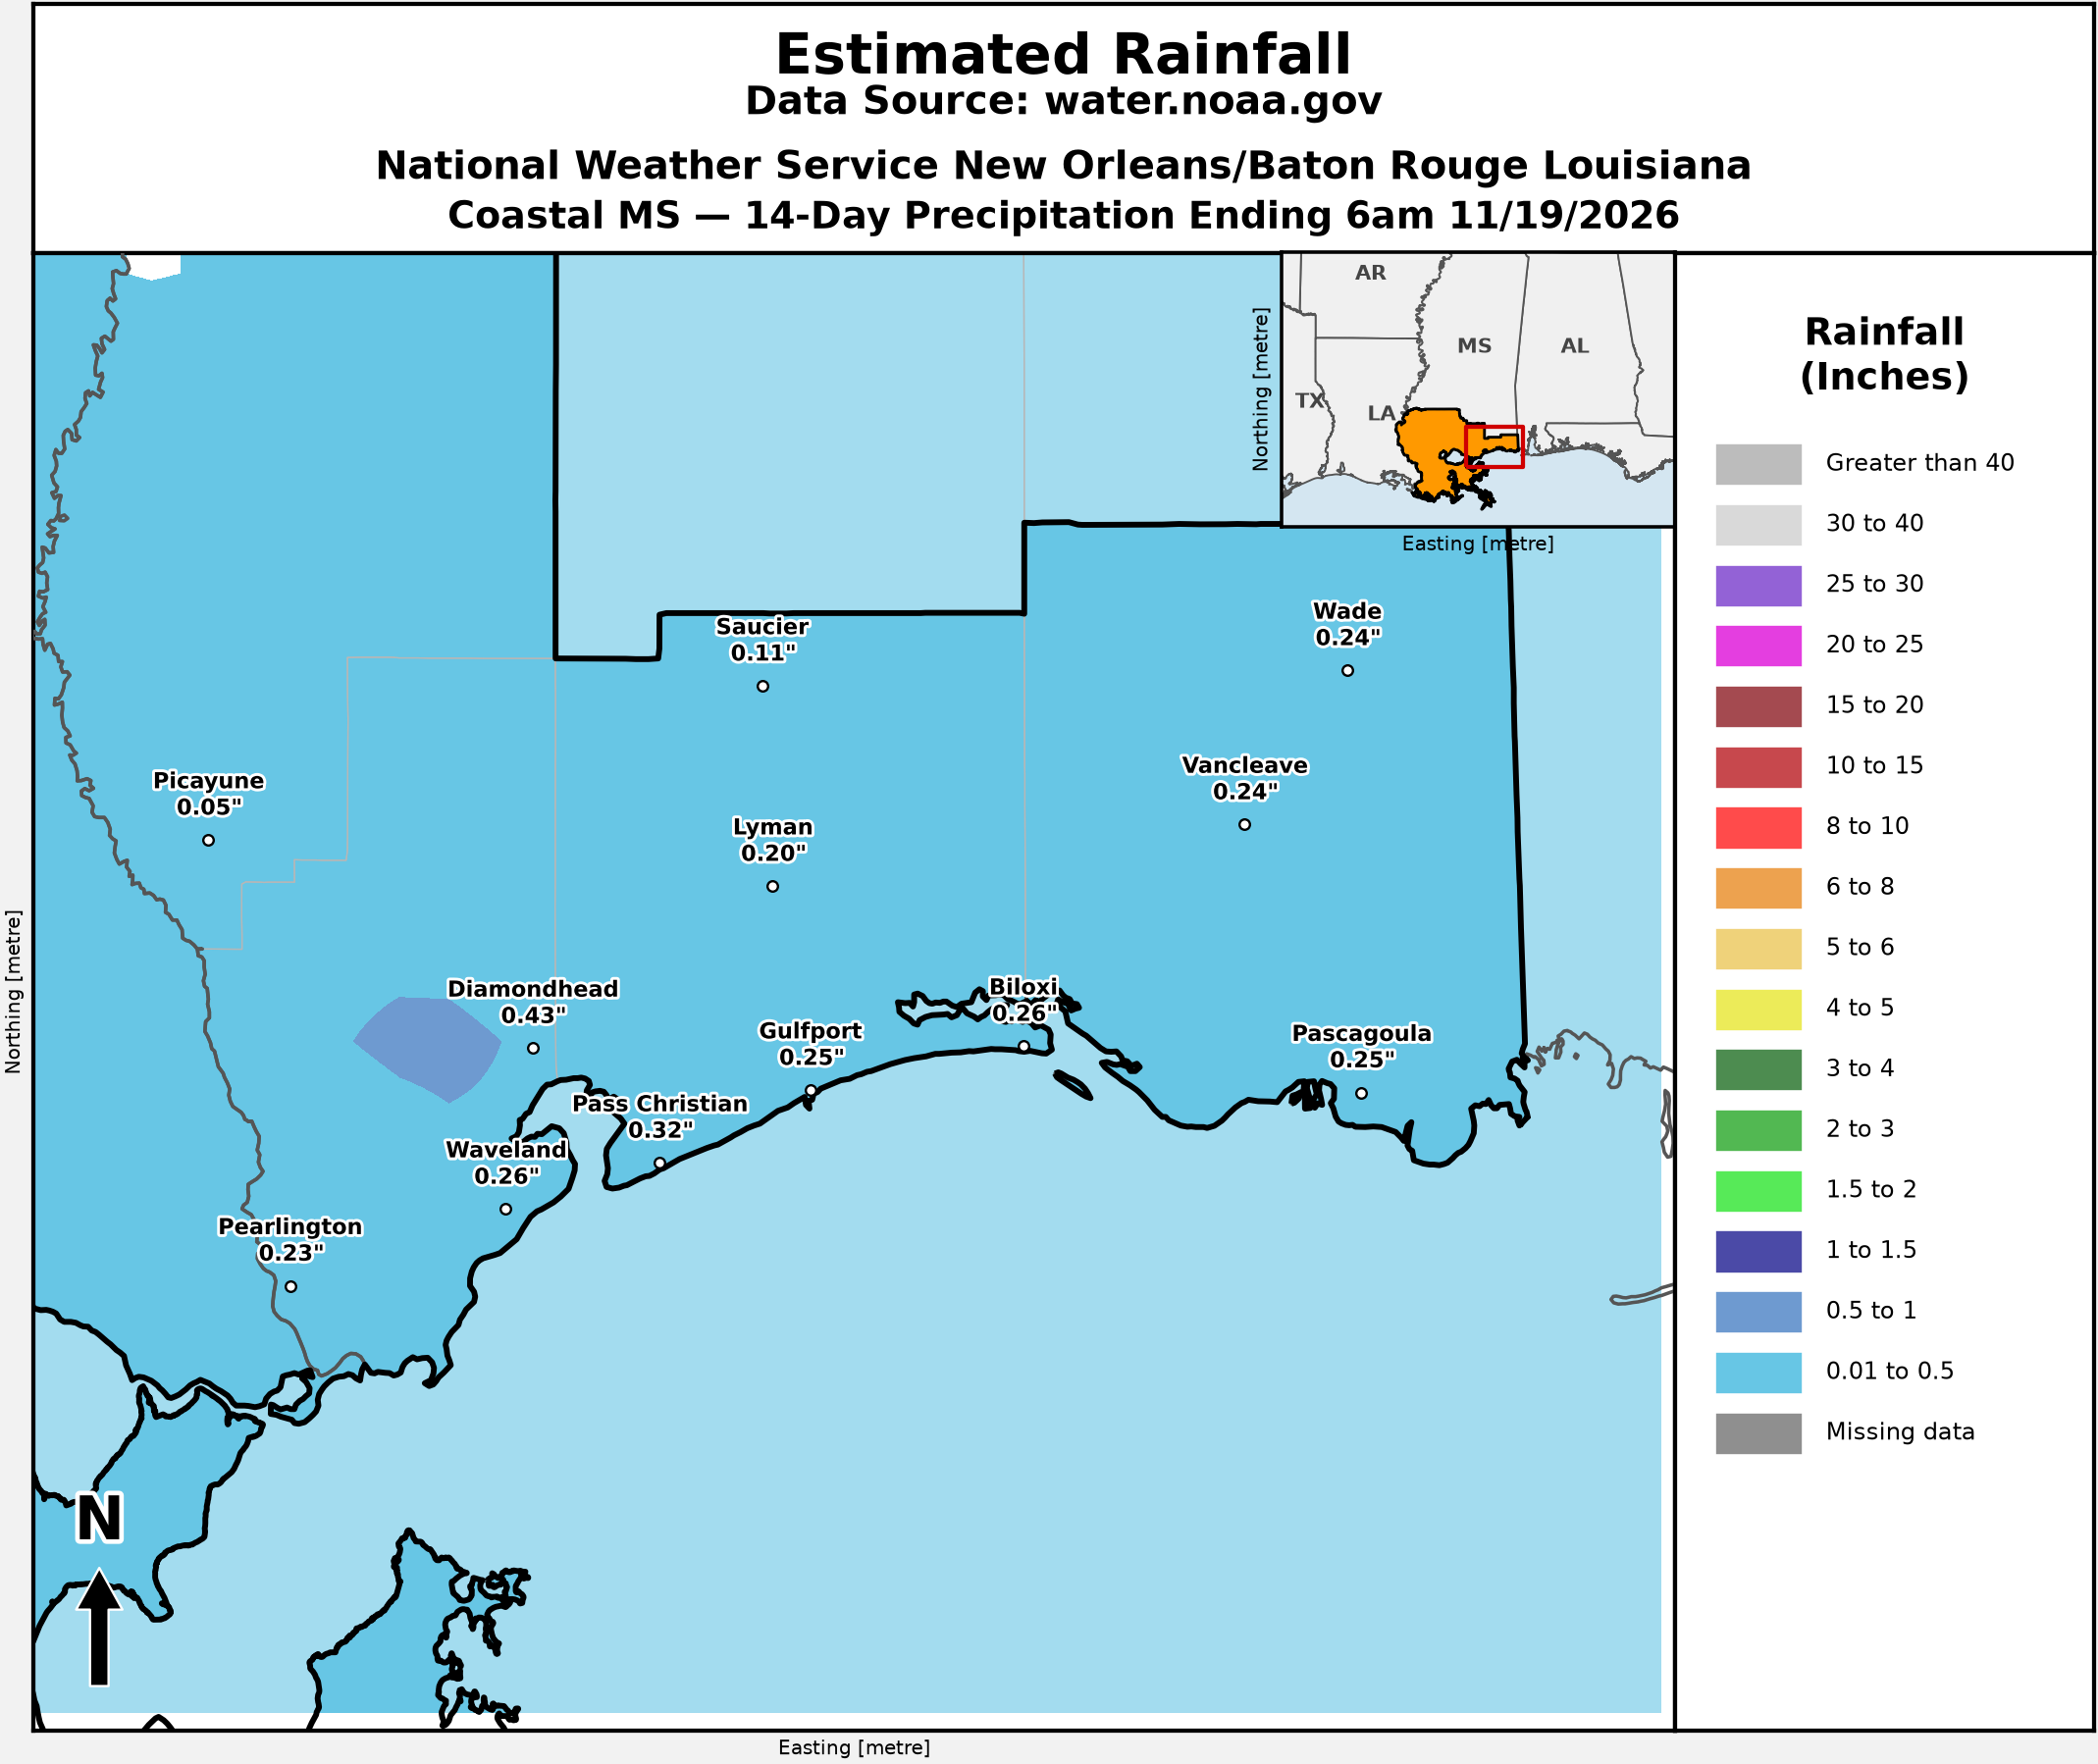 Estimated Rainfall
Data Source: water.noaa.gov
National Weather Service New Orleans/Baton Rouge Louisiana
Coastal MS — 14-Day Precipitation Ending 6am 11/19/2026
AR
MS
AL
TX
LA
Northing [metre]
Easting [metre]
Rainfall
(Inches)
Greater than 40
30 to 40
25 to 30
20 to 25
15 to 20
10 to 15
8 to 10
6 to 8
5 to 6
4 to 5
3 to 4
2 to 3
1.5 to 2
1 to 1.5
0.5 to 1
0.01 to 0.5
Missing data
Saucier
0.11"
Wade
0.24"
Picayune
0.05"
Vancleave
0.24"
Lyman
0.20"
Diamondhead
0.43"
Biloxi
0.26"
Gulfport
0.25"
Pascagoula
0.25"
Pass Christian
0.32"
Waveland
0.26"
Pearlington
0.23"
N
Northing [metre]
Easting [metre]